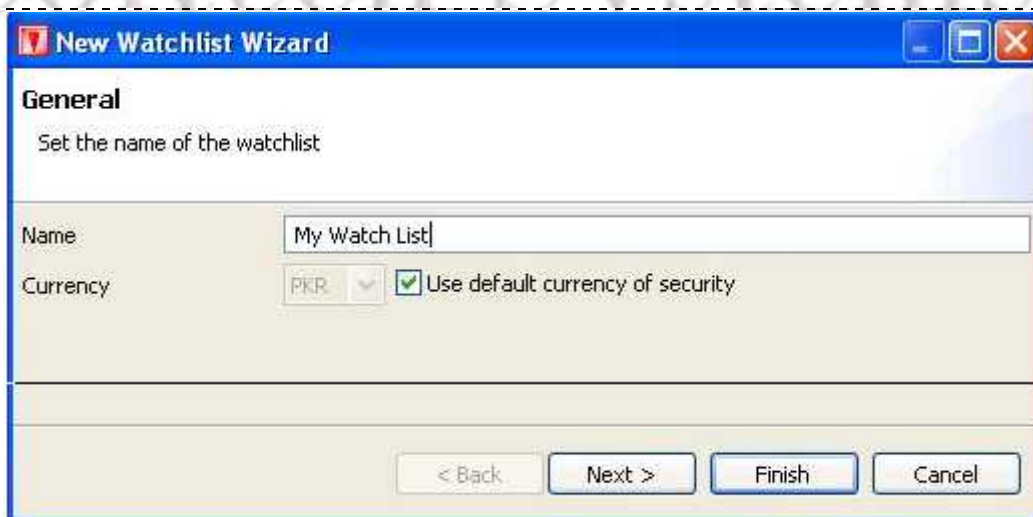 New Watchlist Wizard
General
Set the name of the watchlist
Name My Watch List
Currency PKR Use default currency of security
< Back Next > Finish Cancel